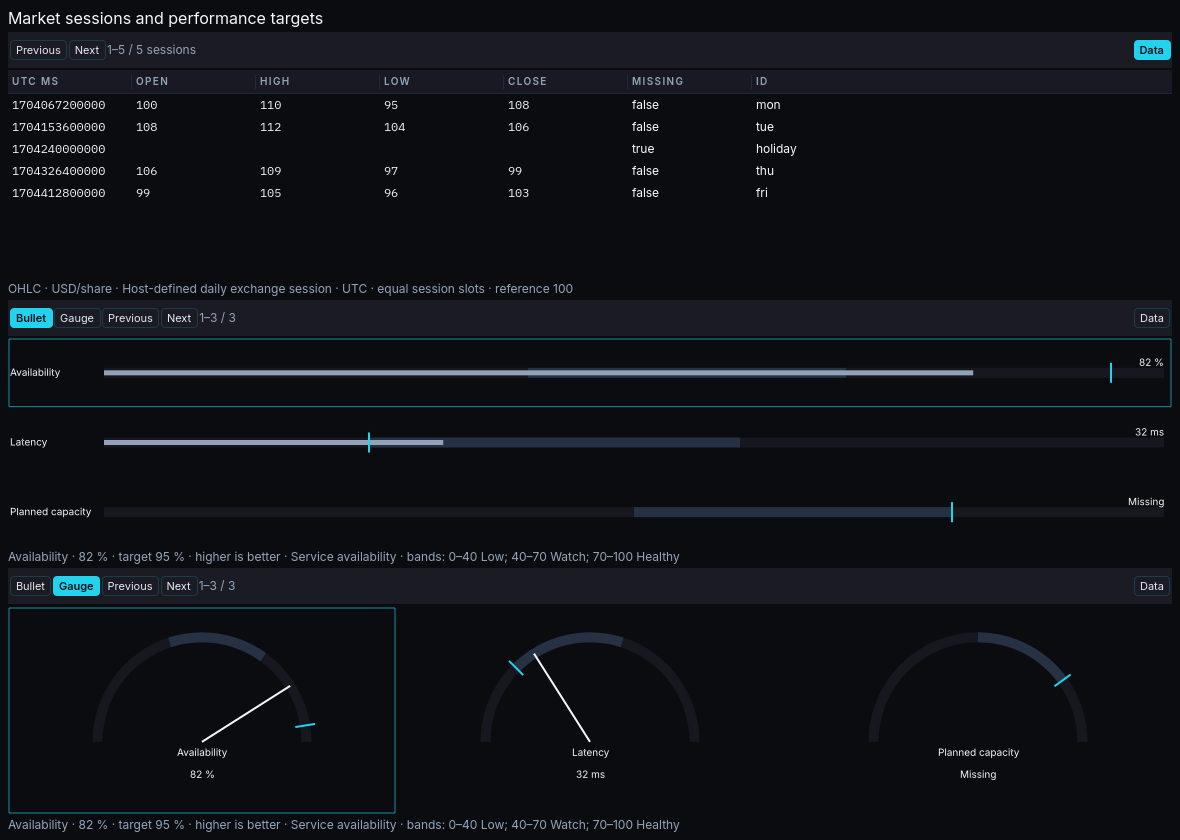 Market sessions and performance targets
Previous Next 1–5 / 5 sessions Data
UTC MS OPEN HIGH LOW CLOSE MISSING ID
1704067200000 100 110 95 108 false mon
1704153600000 108 112 104 106 false tue
1704240000000 true holiday
1704326400000 106 109 97 99 false thu
1704412800000 99 105 96 103 false fri
OHLC · USD/share · Host-defined daily exchange session · UTC · equal session slots · reference 100
Bullet Gauge Previous Next 1–3 / 3 Data
82 %
Availability
32 ms
Latency
Missing
Planned capacity
Availability · 82 % · target 95 % · higher is better · Service availability · bands: 0–40 Low; 40–70 Watch; 70–100 Healthy
Bullet Gauge Previous Next 1–3 / 3 Data
Availability Latency Planned capacity
82 % 32 ms Missing
Availability · 82 % · target 95 % · higher is better · Service availability · bands: 0–40 Low; 40–70 Watch; 70–100 Healthy